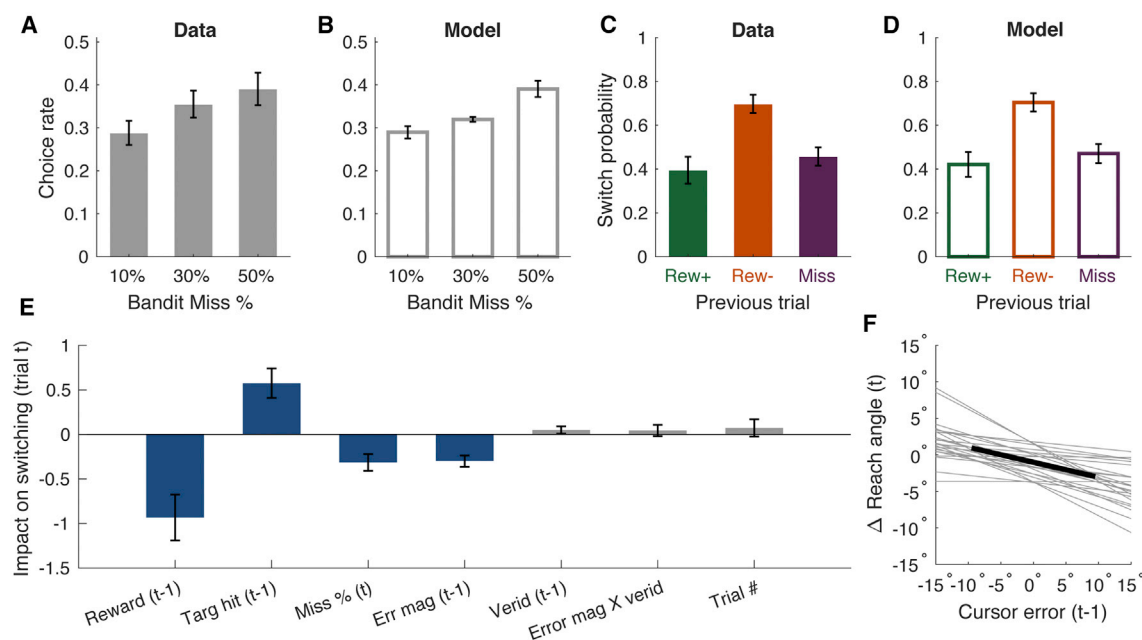 A
Data
Choice rate
0.5
0.4
0.3
0.2
0.1
0
10% 30% 50%
Bandit Miss %
B
Model
0.5
0.4
0.3
0.2
0.1
0
10% 30% 50%
Bandit Miss %
C
Data
Switch probability
1
0.8
0.6
0.4
0.2
0
Rew+ Rew- Miss
Previous trial
D
Model
1
0.8
0.6
0.4
0.2
0
Rew+ Rew- Miss
Previous trial
E
Impact on switching (trial t)
1
0.5
0
-0.5
-1
-1.5
Reward (t-1)
Targ hit (t-1)
Miss % (t)
Err mag (t-1)
Verid (t-1)
Error mag X verid
Trial #
F
Δ Reach angle (t)
15°
10°
5°
0°
-5°
-10°
-15°
-15° -10° -5° 0° 5° 10° 15°
Cursor error (t-1)